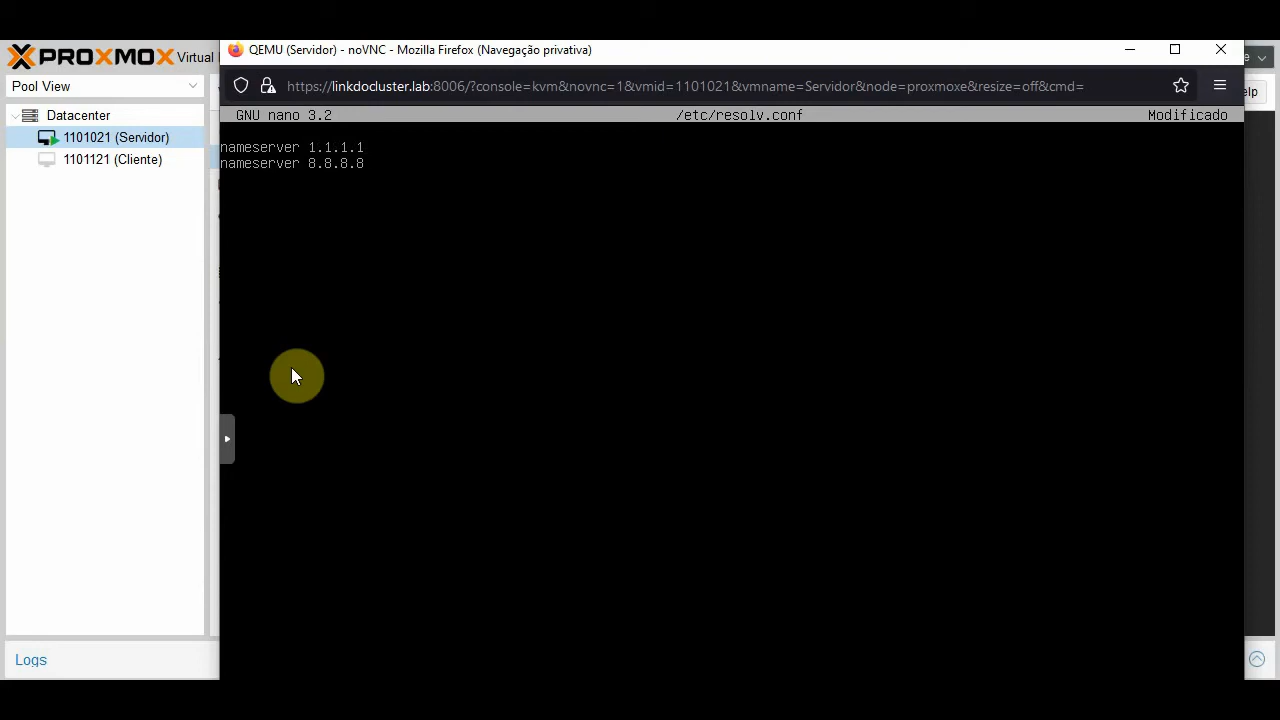 QEMU (Servidor) - noVNC - Mozilla Firefox (Navegação privativa)
PROXMOX Virtual
https://linkdocluster.lab:8006/?console=kvm&novnc=1&vmid=1101021&vmname=Servidor&node=proxmoxe&resize=off&cmd=
Pool View
elp
GNU nano 3.2 /etc/resolv.conf Modificado
Datacenter
1101021 (Servidor)
1101121 (Cliente)
nameserver 1.1.1.1
nameserver 8.8.8.8
Logs